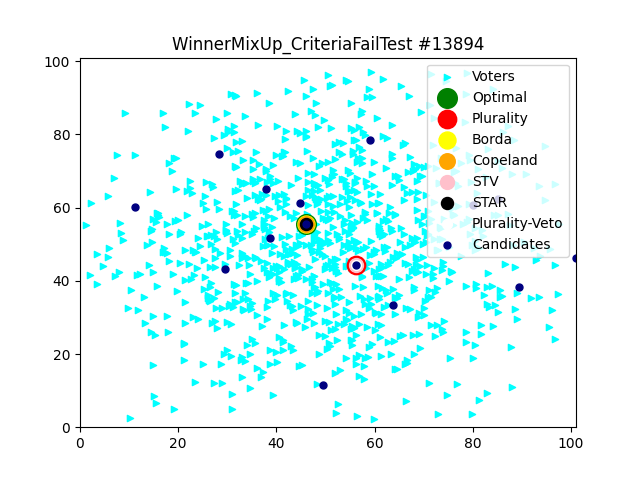 WinnerMixUp_CriteriaFailTest #13894
100
80
60
40
20
0
0
20
40
60
80
100
Voters
Optimal
Plurality
Borda
Copeland
STV
STAR
Plurality-Veto
Candidates